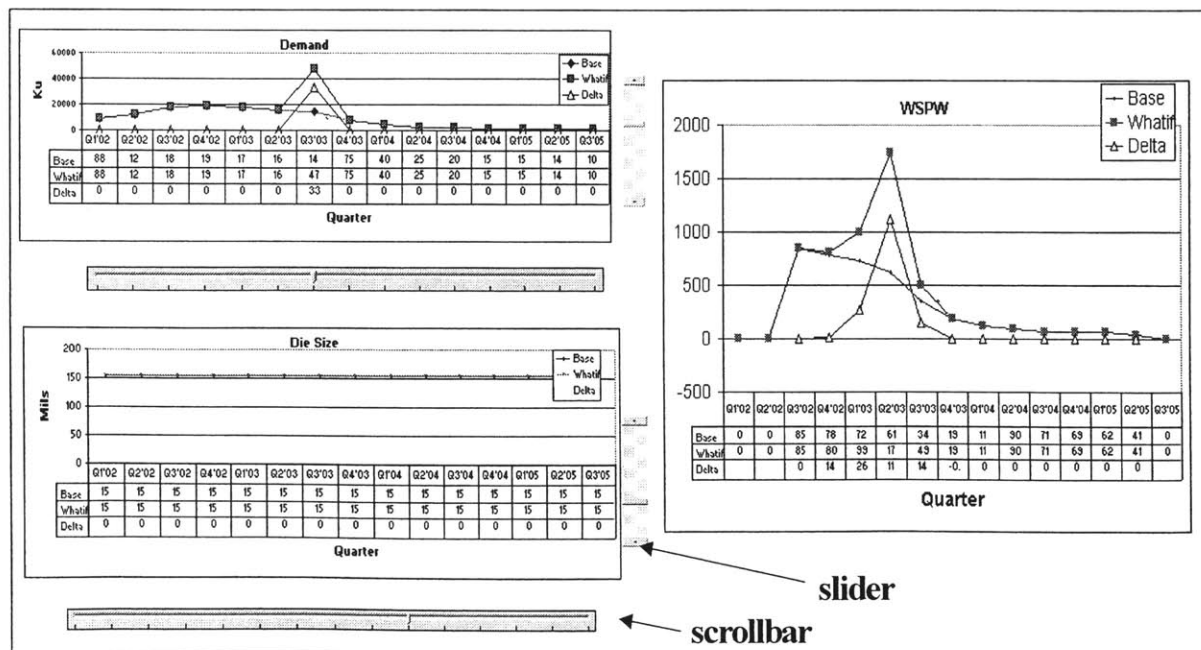 Demand
60000
40000
20000
0
Ku
Base
Whatif
Delta
Q1'02 Q2'02 Q3'02 Q4'02 Q1'03 Q2'03 Q3'03 Q4'03 Q1'04 Q2'04 Q3'04 Q4'04 Q1'05 Q2'05 Q3'05
Base 88 12 18 19 17 16 14 75 40 25 20 15 15 14 10
Whatif 88 12 18 19 17 16 47 75 40 25 20 15 15 14 10
Delta 0 0 0 0 0 0 33 0 0 0 0 0 0 0 0
Quarter
Die Size
200
150
100
50
0
Mils
Base
Whatif
Delta
Q1'02 Q2'02 Q3'02 Q4'02 Q1'03 Q2'03 Q3'03 Q4'03 Q1'04 Q2'04 Q3'04 Q4'04 Q1'05 Q2'05 Q3'05
Base 15 15 15 15 15 15 15 15 15 15 15 15 15 15 15
Whatif 15 15 15 15 15 15 15 15 15 15 15 15 15 15 15
Delta 0 0 0 0 0 0 0 0 0 0 0 0 0 0 0
Quarter
WSPW
2000
1500
1000
500
0
-500
Base
Whatif
Delta
Q1'02 Q2'02 Q3'02 Q4'02 Q1'03 Q2'03 Q3'03 Q4'03 Q1'04 Q2'04 Q3'04 Q4'04 Q1'05 Q2'05 Q3'05
Base 0 0 85 78 72 61 34 19 11 90 71 69 62 41 0
Whatif 0 0 85 80 99 17 49 19 11 90 71 69 62 41 0
Delta 0 14 26 11 14 -0. 0 0 0 0 0 0
Quarter
slider
scrollbar